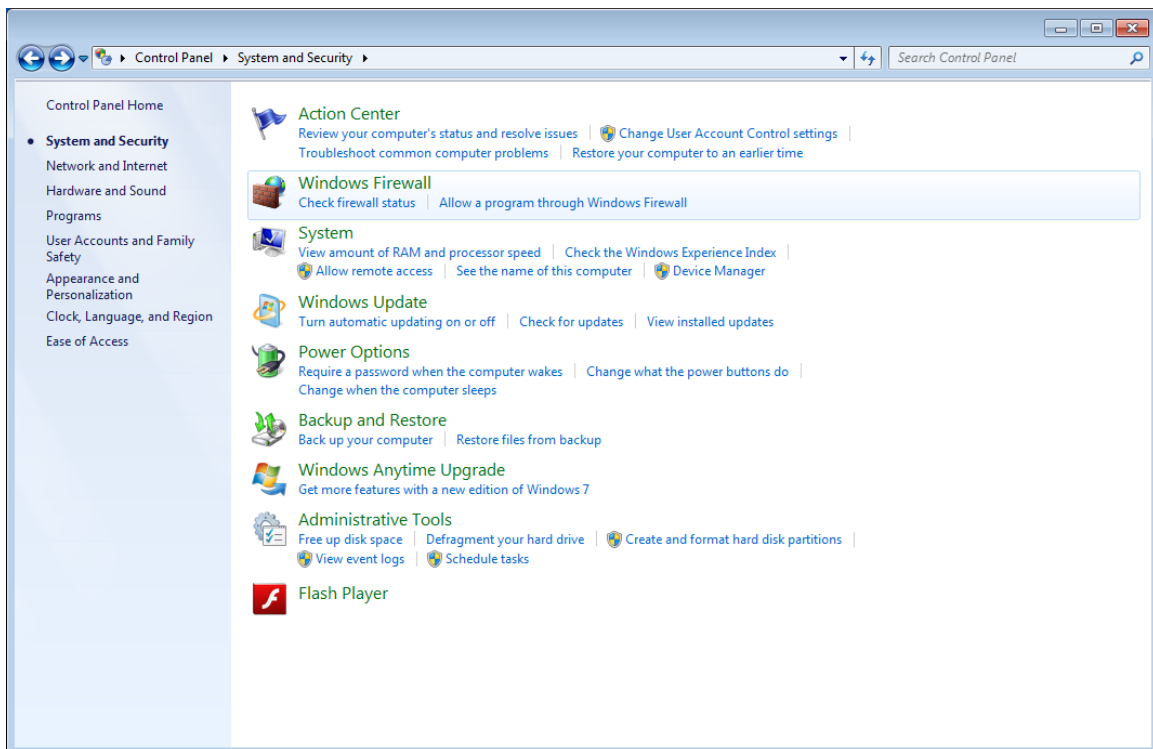 Control Panel System and Security
Search Control Panel
Control Panel Home
System and Security
Network and Internet
Hardware and Sound
Programs
User Accounts and Family
Safety
Appearance and
Personalization
Clock, Language, and Region
Ease of Access
Action Center
Review your computer's status and resolve issues Change User Account Control settings
Troubleshoot common computer problems Restore your computer to an earlier time
Windows Firewall
Check firewall status Allow a program through Windows Firewall
System
View amount of RAM and processor speed Check the Windows Experience Index
Allow remote access See the name of this computer Device Manager
Windows Update
Turn automatic updating on or off Check for updates View installed updates
Power Options
Require a password when the computer wakes Change what the power buttons do
Change when the computer sleeps
Backup and Restore
Back up your computer Restore files from backup
Windows Anytime Upgrade
Get more features with a new edition of Windows 7
Administrative Tools
Free up disk space Defragment your hard drive Create and format hard disk partitions
View event logs Schedule tasks
Flash Player